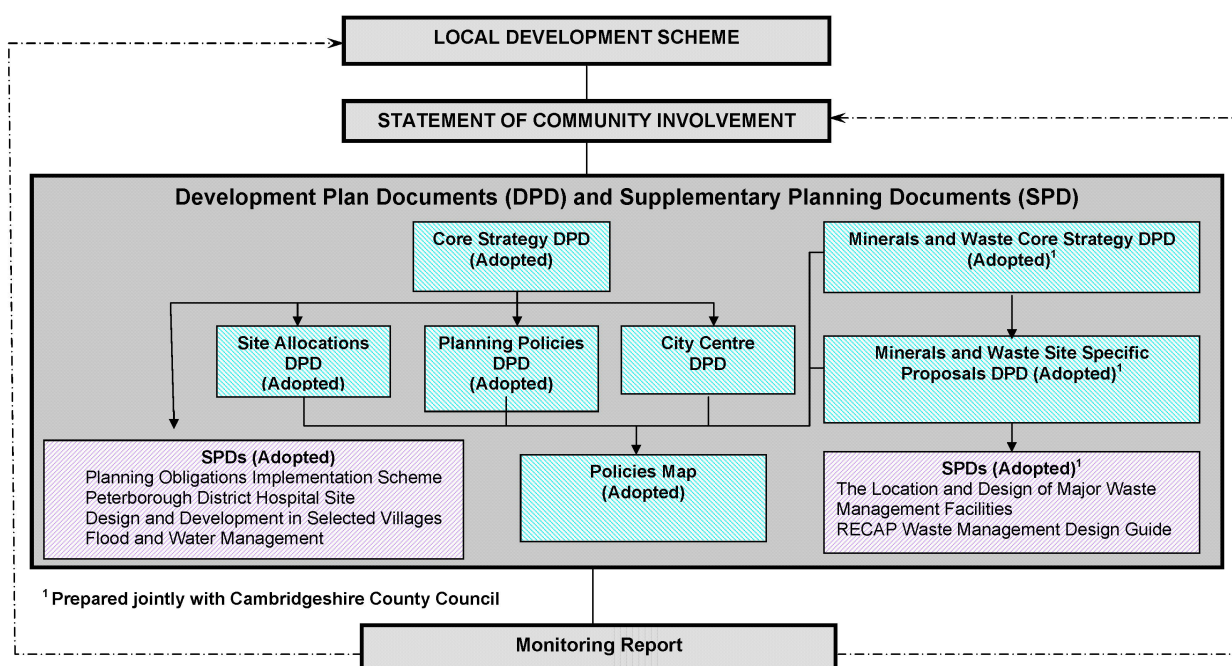 LOCAL DEVELOPMENT SCHEME
STATEMENT OF COMMUNITY INVOLVEMENT
Development Plan Documents (DPD) and Supplementary Planning Documents (SPD)
Core Strategy DPD
(Adopted)
Minerals and Waste Core Strategy DPD
(Adopted)¹
Site Allocations
DPD
(Adopted)
Planning Policies
DPD
(Adopted)
City Centre
DPD
Minerals and Waste Site Specific
Proposals DPD (Adopted)¹
SPDs (Adopted)
Planning Obligations Implementation Scheme
Peterborough District Hospital Site
Design and Development in Selected Villages
Flood and Water Management
Policies Map
(Adopted)
SPDs (Adopted)¹
The Location and Design of Major Waste
Management Facilities
RECAP Waste Management Design Guide
¹ Prepared jointly with Cambridgeshire County Council
Monitoring Report